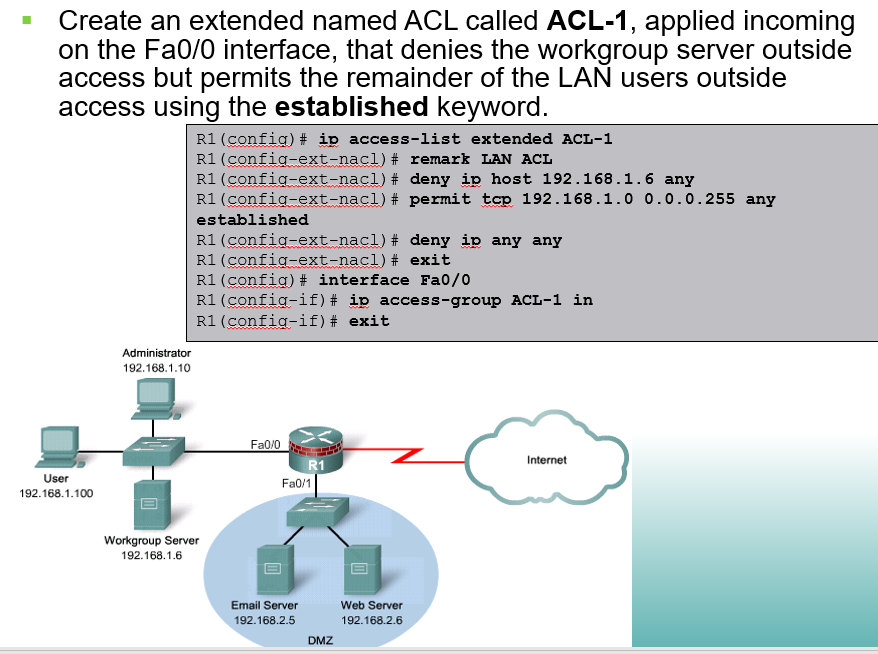 Create an extended named ACL called ACL-1, applied incoming
on the Fa0/0 interface, that denies the workgroup server outside
access but permits the remainder of the LAN users outside
access using the established keyword.
R1(config)# ip access-list extended ACL-1
R1(config-ext-nacl)# remark LAN ACL
R1(config-ext-nacl)# deny ip host 192.168.1.6 any
R1(config-ext-nacl)# permit tcp 192.168.1.0 0.0.0.255 any
established
R1(config-ext-nacl)# deny ip any any
R1(config-ext-nacl)# exit
R1(config)# interface Fa0/0
R1(config-if)# ip access-group ACL-1 in
R1(config-if)# exit
Administrator
192.168.1.10
Fa0/0
R1
Internet
User
192.168.1.100
Fa0/1
Workgroup Server
192.168.1.6
Email Server
192.168.2.5
Web Server
192.168.2.6
DMZ